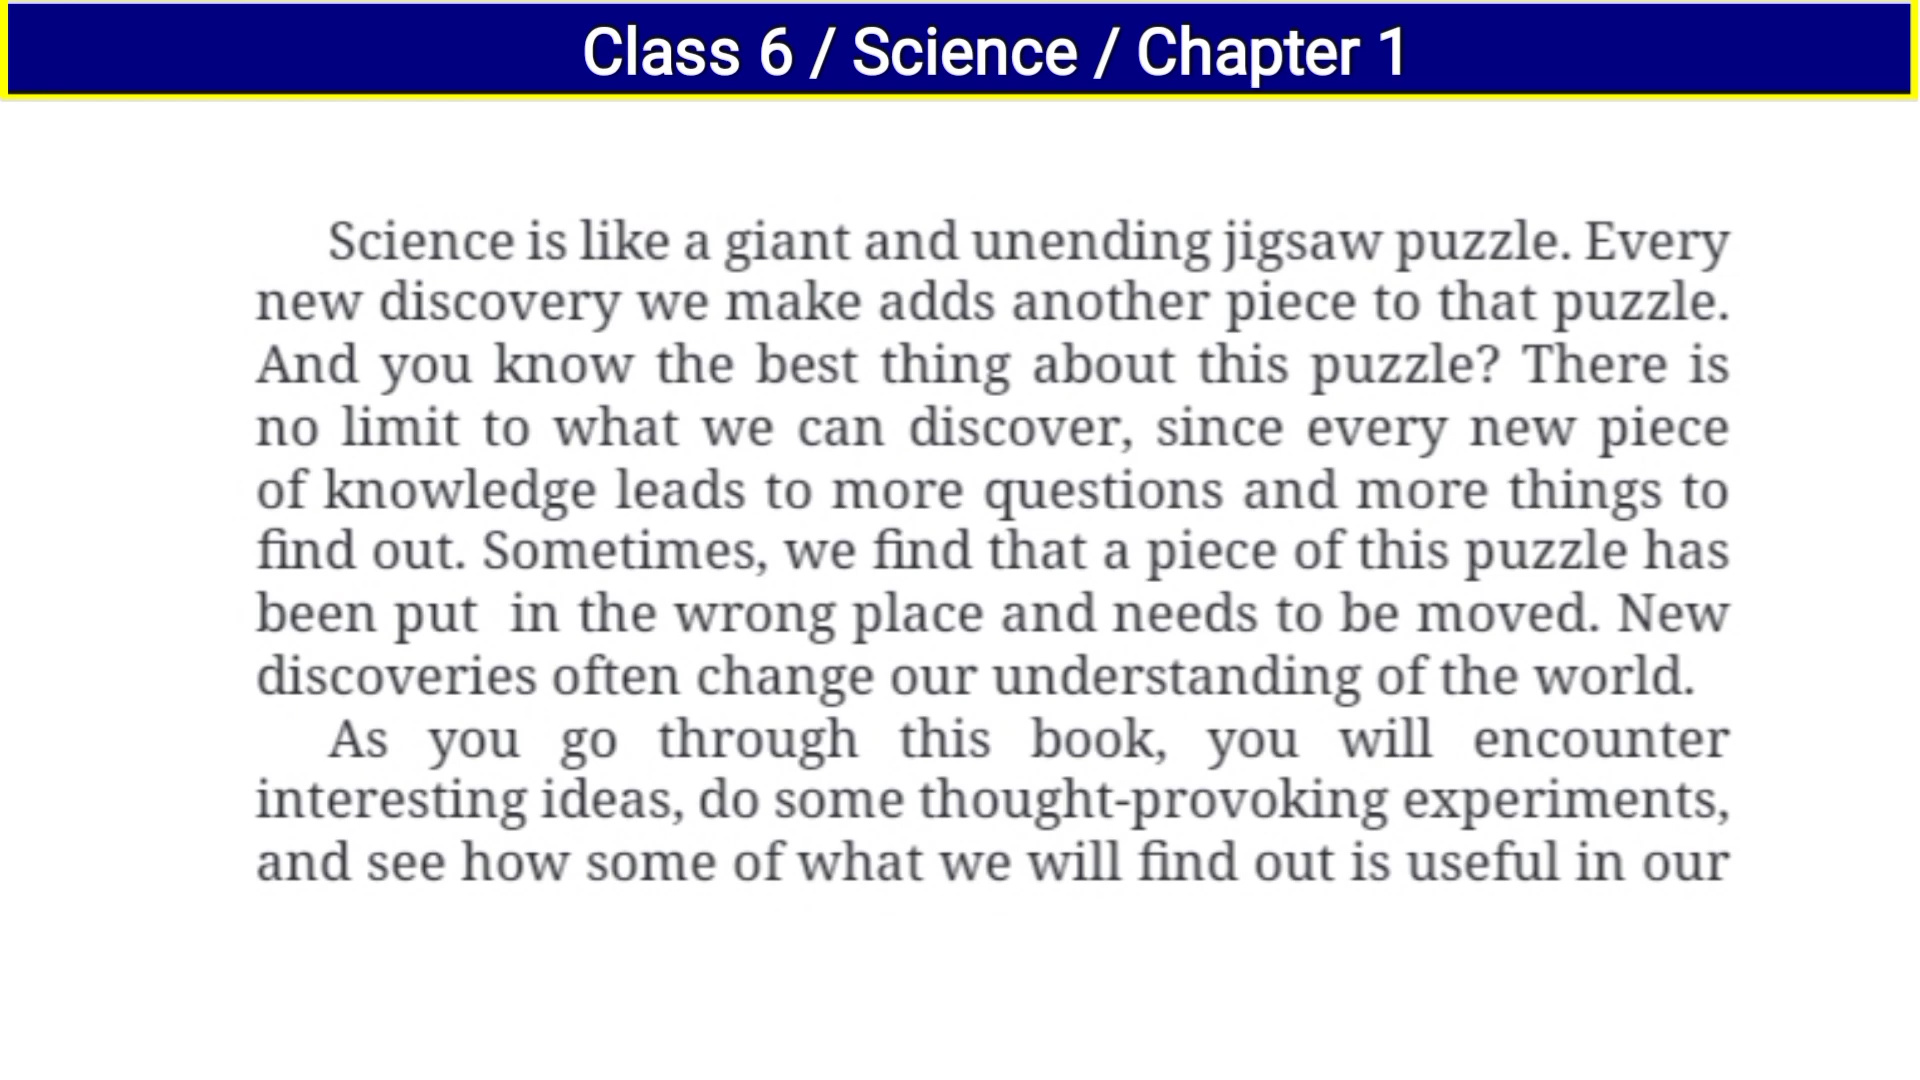 Class 6 / Science / Chapter 1
Science is like a giant and unending jigsaw puzzle. Every
new discovery we make adds another piece to that puzzle.
And you know the best thing about this puzzle? There is
no limit to what we can discover, since every new piece
of knowledge leads to more questions and more things to
find out. Sometimes, we find that a piece of this puzzle has
been put in the wrong place and needs to be moved. New
discoveries often change our understanding of the world.
As you go through this book, you will encounter
interesting ideas, do some thought-provoking experiments,
and see how some of what we will find out is useful in our